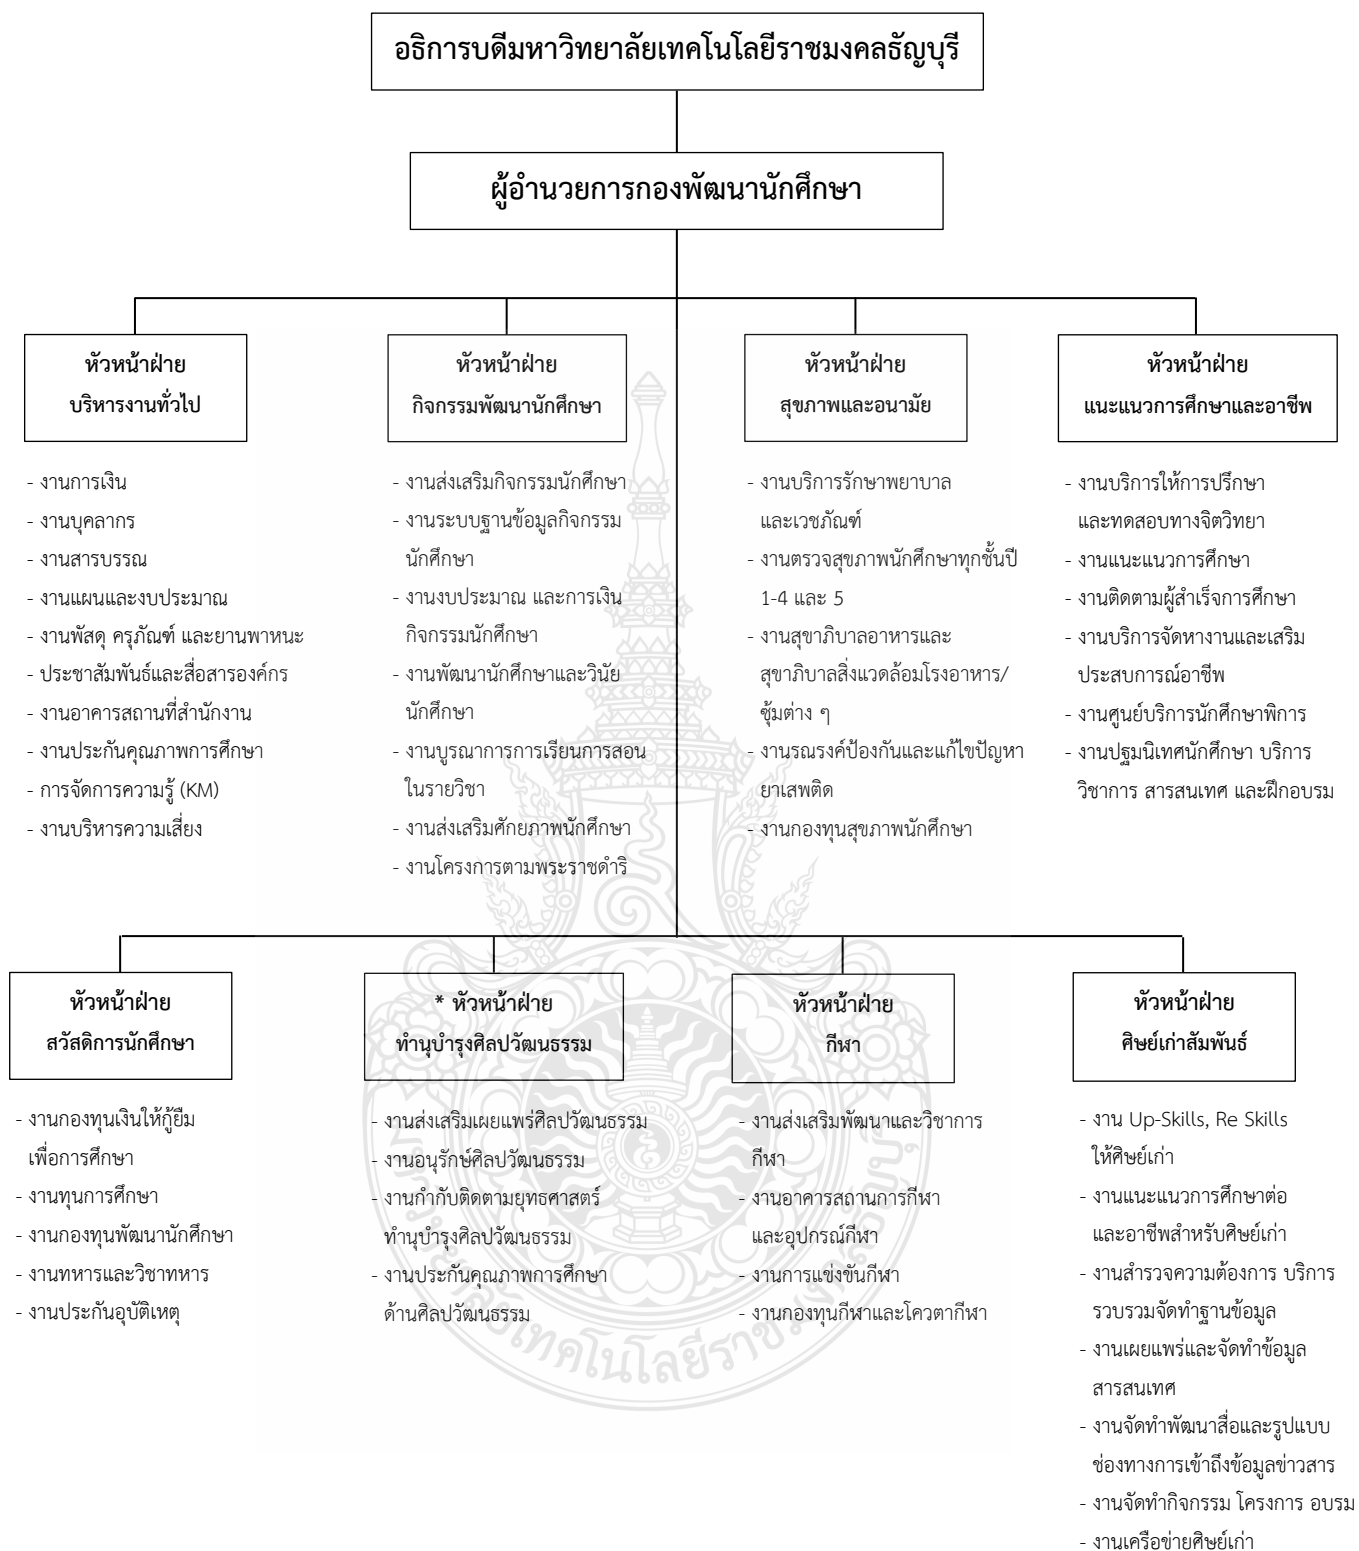 อธิการบดีมหาวิทยาลัยเทคโนโลยีราชมงคลธัญบุรี
ผู้อำนวยการกองพัฒนานักศึกษา
หัวหน้าฝ่าย
บริหารงานทั่วไป
- งานการเงิน
- งานบุคลากร
- งานสารบรรณ
- งานแผนและงบประมาณ
- งานพัสดุ ครุภัณฑ์ และยานพาหนะ
- ประชาสัมพันธ์และสื่อสารองค์กร
- งานอาคารสถานที่สำนักงาน
- งานประกันคุณภาพการศึกษา
- การจัดการความรู้ (KM)
- งานบริหารความเสี่ยง
หัวหน้าฝ่าย
กิจกรรมพัฒนานักศึกษา
- งานส่งเสริมกิจกรรมนักศึกษา
- งานระบบฐานข้อมูลกิจกรรม
นักศึกษา
- งานงบประมาณ และการเงิน
กิจกรรมนักศึกษา
- งานพัฒนานักศึกษาและวินัย
นักศึกษา
- งานบูรณาการการเรียนการสอน
ในรายวิชา
- งานส่งเสริมศักยภาพนักศึกษา
- งานโครงการตามพระราชดำริ
หัวหน้าฝ่าย
สุขภาพและอนามัย
- งานบริการรักษาพยาบาล
และเวชภัณฑ์
- งานตรวจสุขภาพนักศึกษาทุกชั้นปี
1-4 และ 5
- งานสุขาภิบาลอาหารและ
สุขาภิบาลสิ่งแวดล้อมโรงอาหาร/
ซุ้มต่าง ๆ
- งานรณรงค์ป้องกันและแก้ไขปัญหา
ยาเสพติด
- งานกองทุนสุขภาพนักศึกษา
หัวหน้าฝ่าย
แนะแนวการศึกษาและอาชีพ
- งานบริการให้การปรึกษา
และทดสอบทางจิตวิทยา
- งานแนะแนวการศึกษา
- งานติดตามผู้สำเร็จการศึกษา
- งานบริการจัดหางานและเสริม
ประสบการณ์อาชีพ
- งานศูนย์บริการนักศึกษาพิการ
- งานปฐมนิเทศนักศึกษา บริการ
วิชาการ สารสนเทศ และฝึกอบรม
หัวหน้าฝ่าย
สวัสดิการนักศึกษา
- งานกองทุนเงินให้กู้ยืม
เพื่อการศึกษา
- งานทุนการศึกษา
- งานกองทุนพัฒนานักศึกษา
- งานทหารและวิชาทหาร
- งานประกันอุบัติเหตุ
* หัวหน้าฝ่าย
ทำนุบำรุงศิลปวัฒนธรรม
- งานส่งเสริมเผยแพร่ศิลปวัฒนธรรม
- งานอนุรักษ์ศิลปวัฒนธรรม
- งานกำกับติดตามยุทธศาสตร์
ทำนุบำรุงศิลปวัฒนธรรม
- งานประกันคุณภาพการศึกษา
ด้านศิลปวัฒนธรรม
หัวหน้าฝ่าย
กีฬา
- งานส่งเสริมพัฒนาและวิชาการ
กีฬา
- งานอาคารสถานการกีฬา
และอุปกรณ์กีฬา
- งานการแข่งขันกีฬา
- งานกองทุนกีฬาและโควตากีฬา
หัวหน้าฝ่าย
ศิษย์เก่าสัมพันธ์
- งาน Up-Skills, Re Skills
ให้ศิษย์เก่า
- งานแนะแนวการศึกษาต่อ
และอาชีพสำหรับศิษย์เก่า
- งานสำรวจความต้องการ บริการ
รวบรวมจัดทำฐานข้อมูล
- งานเผยแพร่และจัดทำข้อมูล
สารสนเทศ
- งานจัดทำพัฒนาสื่อและรูปแบบ
ช่องทางการเข้าถึงข้อมูลข่าวสาร
- งานจัดทำกิจกรรม โครงการ อบรม
- งานเครือข่ายศิษย์เก่า